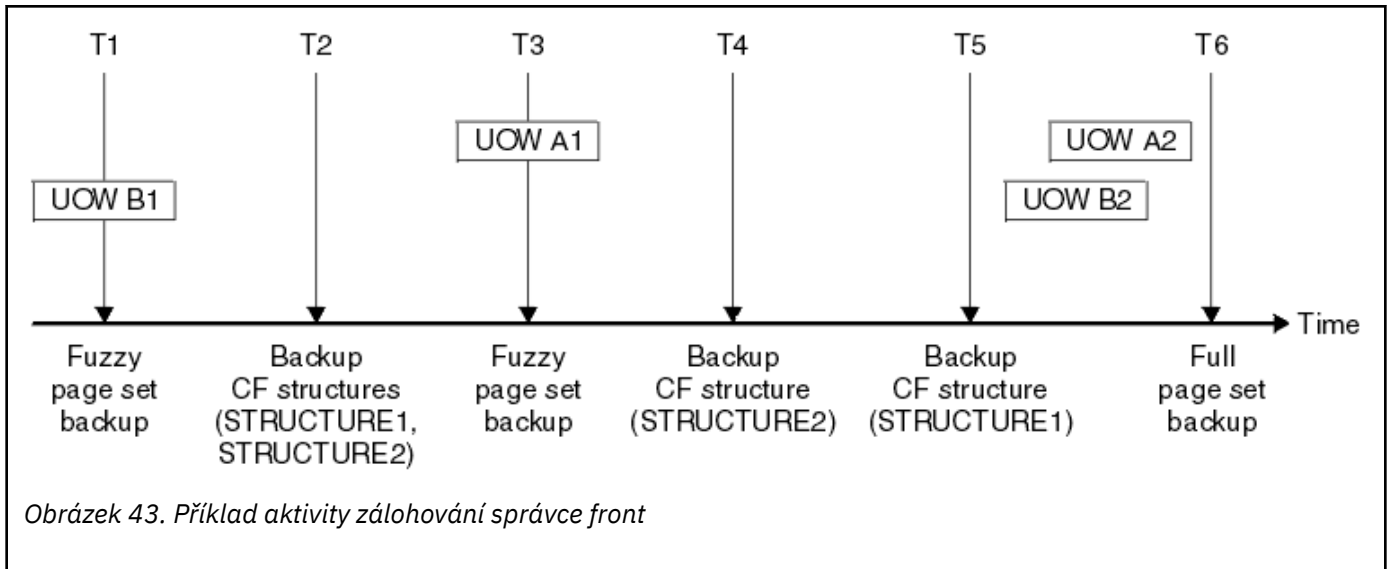 T1
T2
T3
T4
T5
T6
UOW A1
UOW A2
UOW B1
UOW B2
Time
Fuzzy
page set
backup
Backup
CF structures
(STRUCTURE1,
STRUCTURE2)
Fuzzy
page set
backup
Backup
CF structure
(STRUCTURE2)
Backup
CF structure
(STRUCTURE1)
Full
page set
backup
Obrázek 43. Příklad aktivity zálohování správce front